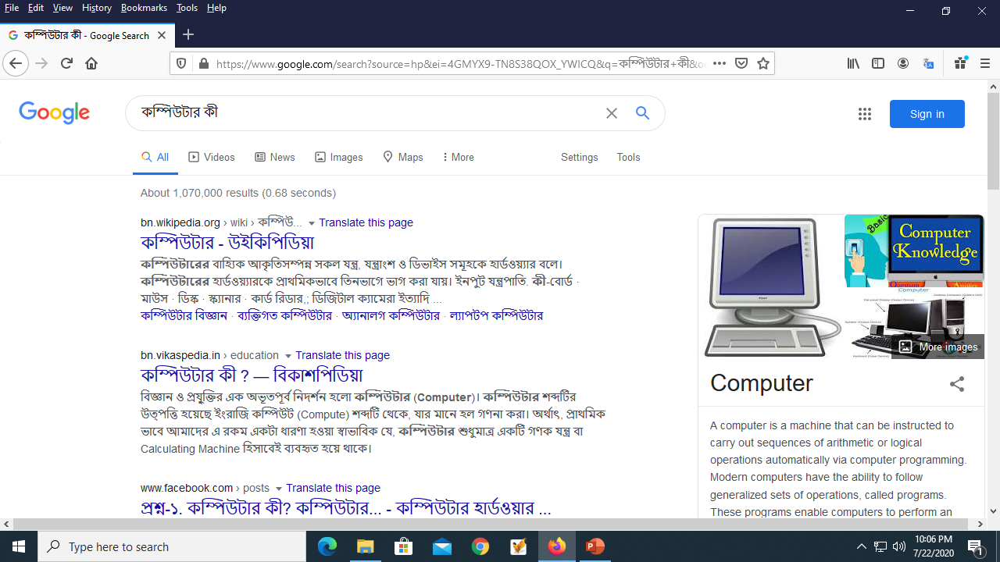 File Edit View History Bookmarks Tools Help
কম্পিউটার কী - Google Search
https://www.google.com/search?source=hp&ei=4GMYX9-TN8S38QOX_YWICQ&q=কম্পিউটার+কী&
Google
কম্পিউটার কী
Sign in
All Videos News Images Maps More Settings Tools
About 1,070,000 results (0.68 seconds)
bn.wikipedia.org › wiki › কম্পিউ... Translate this page
কম্পিউটার - উইকিপিডিয়া
কম্পিউটারের বাহ্যিক আকৃতিসম্পন্ন সকল যন্ত্র, যন্ত্রাংশ ও ডিভাইস সমূহকে হার্ডওয়্যার বলে।
কম্পিউটারের হার্ডওয়্যারকে প্রাথমিকভাবে তিনভাগে ভাগ করা যায়। ইনপুট যন্ত্রপাতি. কী-বোর্ড ·
মাউস · ডিস্ক · স্ক্যানার · কার্ড রিডার,; ডিজিটাল ক্যামেরা ইত্যাদি ...
কম্পিউটার বিজ্ঞান · ব্যক্তিগত কম্পিউটার · অ্যানালগ কম্পিউটার · ল্যাপটপ কম্পিউটার
bn.vikaspedia.in › education Translate this page
কম্পিউটার কী ? — বিকাশপিডিয়া
বিজ্ঞান ও প্রযুক্তির এক অভূতপূর্ব নিদর্শন হলো কম্পিউটার (Computer)। কম্পিউটার শব্দটির
উত্পত্তি হয়েছে ইংরাজি কম্পিউট (Compute) শব্দটি থেকে, যার মানে হল গণনা করা। অর্থাৎ, প্রাথমিক
ভাবে আমাদের এ রকম একটা ধারণা হওয়া স্বাভাবিক যে, কম্পিউটার শুধুমাত্র একটি গণক যন্ত্র বা
Calculating Machine হিসাবেই ব্যবহৃত হয়ে থাকে।
www.facebook.com › posts Translate this page
প্রশ্ন-১. কম্পিউটার কী? কম্পিউটার... - কম্পিউটার হার্ডওয়ার ...
Basic
Computer
Knowledge
Question
Answer
Computer
More images
Computer
A computer is a machine that can be instructed to
carry out sequences of arithmetic or logical
operations automatically via computer programming.
Modern computers have the ability to follow
generalized sets of operations, called programs.
These programs enable computers to perform an
Type here to search
10:06 PM
7/22/2020
1